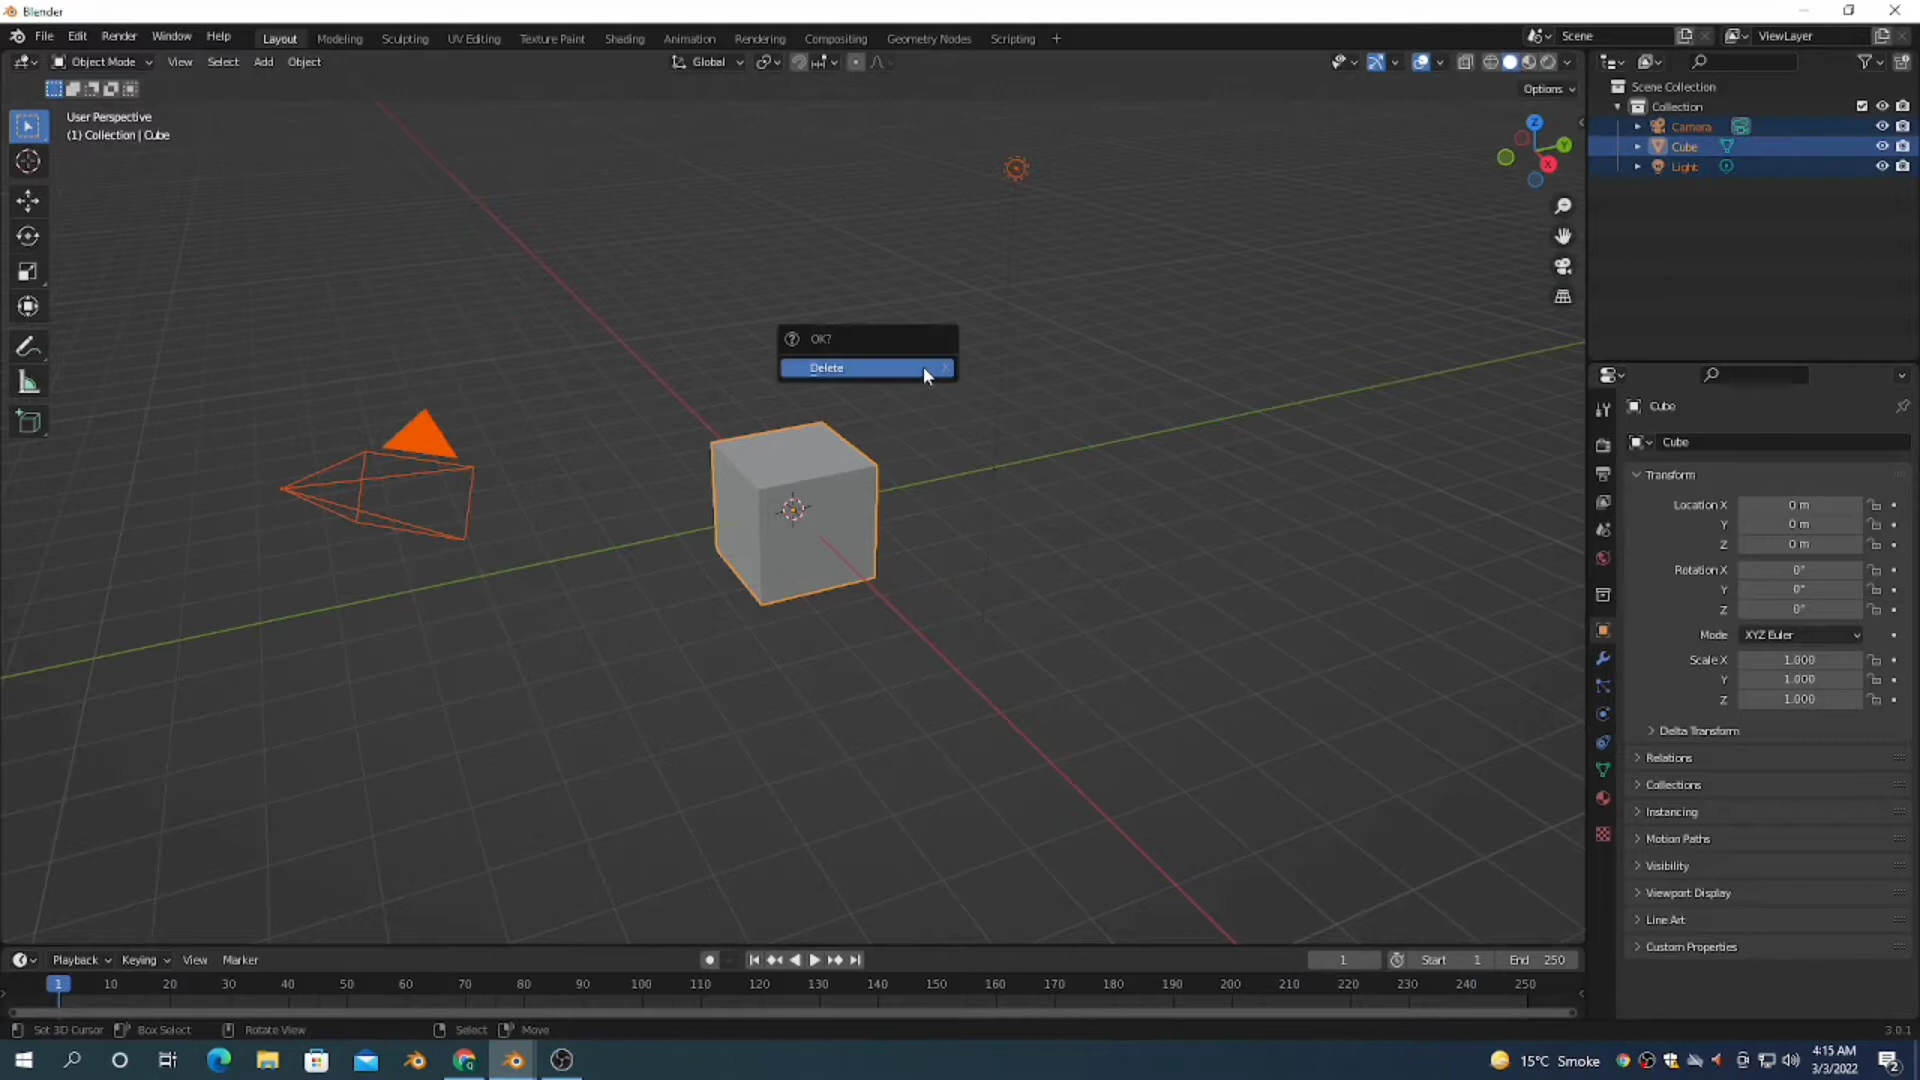 Blender
File Edit Render Window Help Layout Modeling Sculpting UV Editing Texture Paint Shading Animation Rendering Compositing Geometry Nodes Scripting + Scene ViewLayer
Object Mode View Select Add Object Global
Options
User Perspective
(1) Collection | Cube
Z
Y
X
OK?
Delete X
Scene Collection
Collection
Camera
Cube
Light
Cube
Cube
Transform
Location X 0 m
Y 0 m
Z 0 m
Rotation X 0°
Y 0°
Z 0°
Mode XYZ Euler
Scale X 1.000
Y 1.000
Z 1.000
Delta Transform
Relations
Collections
Instancing
Motion Paths
Visibility
Viewport Display
Line Art
Custom Properties
Playback Keying View Marker 1 Start 1 End 250
1 10 20 30 40 50 60 70 80 90 100 110 120 130 140 150 160 170 180 190 200 210 220 230 240 250
Set 3D Cursor Box Select Rotate View Select Move 3.0.1
15°C Smoke 4:15 AM
3/3/2022
2